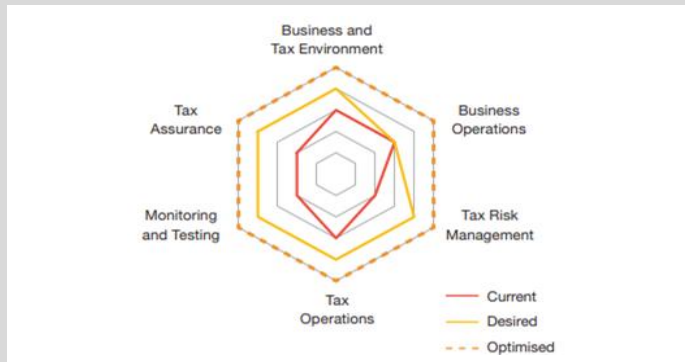 Business and
Tax Environment
Tax
Assurance
Business
Operations
Monitoring
and Testing
Tax Risk
Management
Tax
Operations
Current
Desired
Optimised